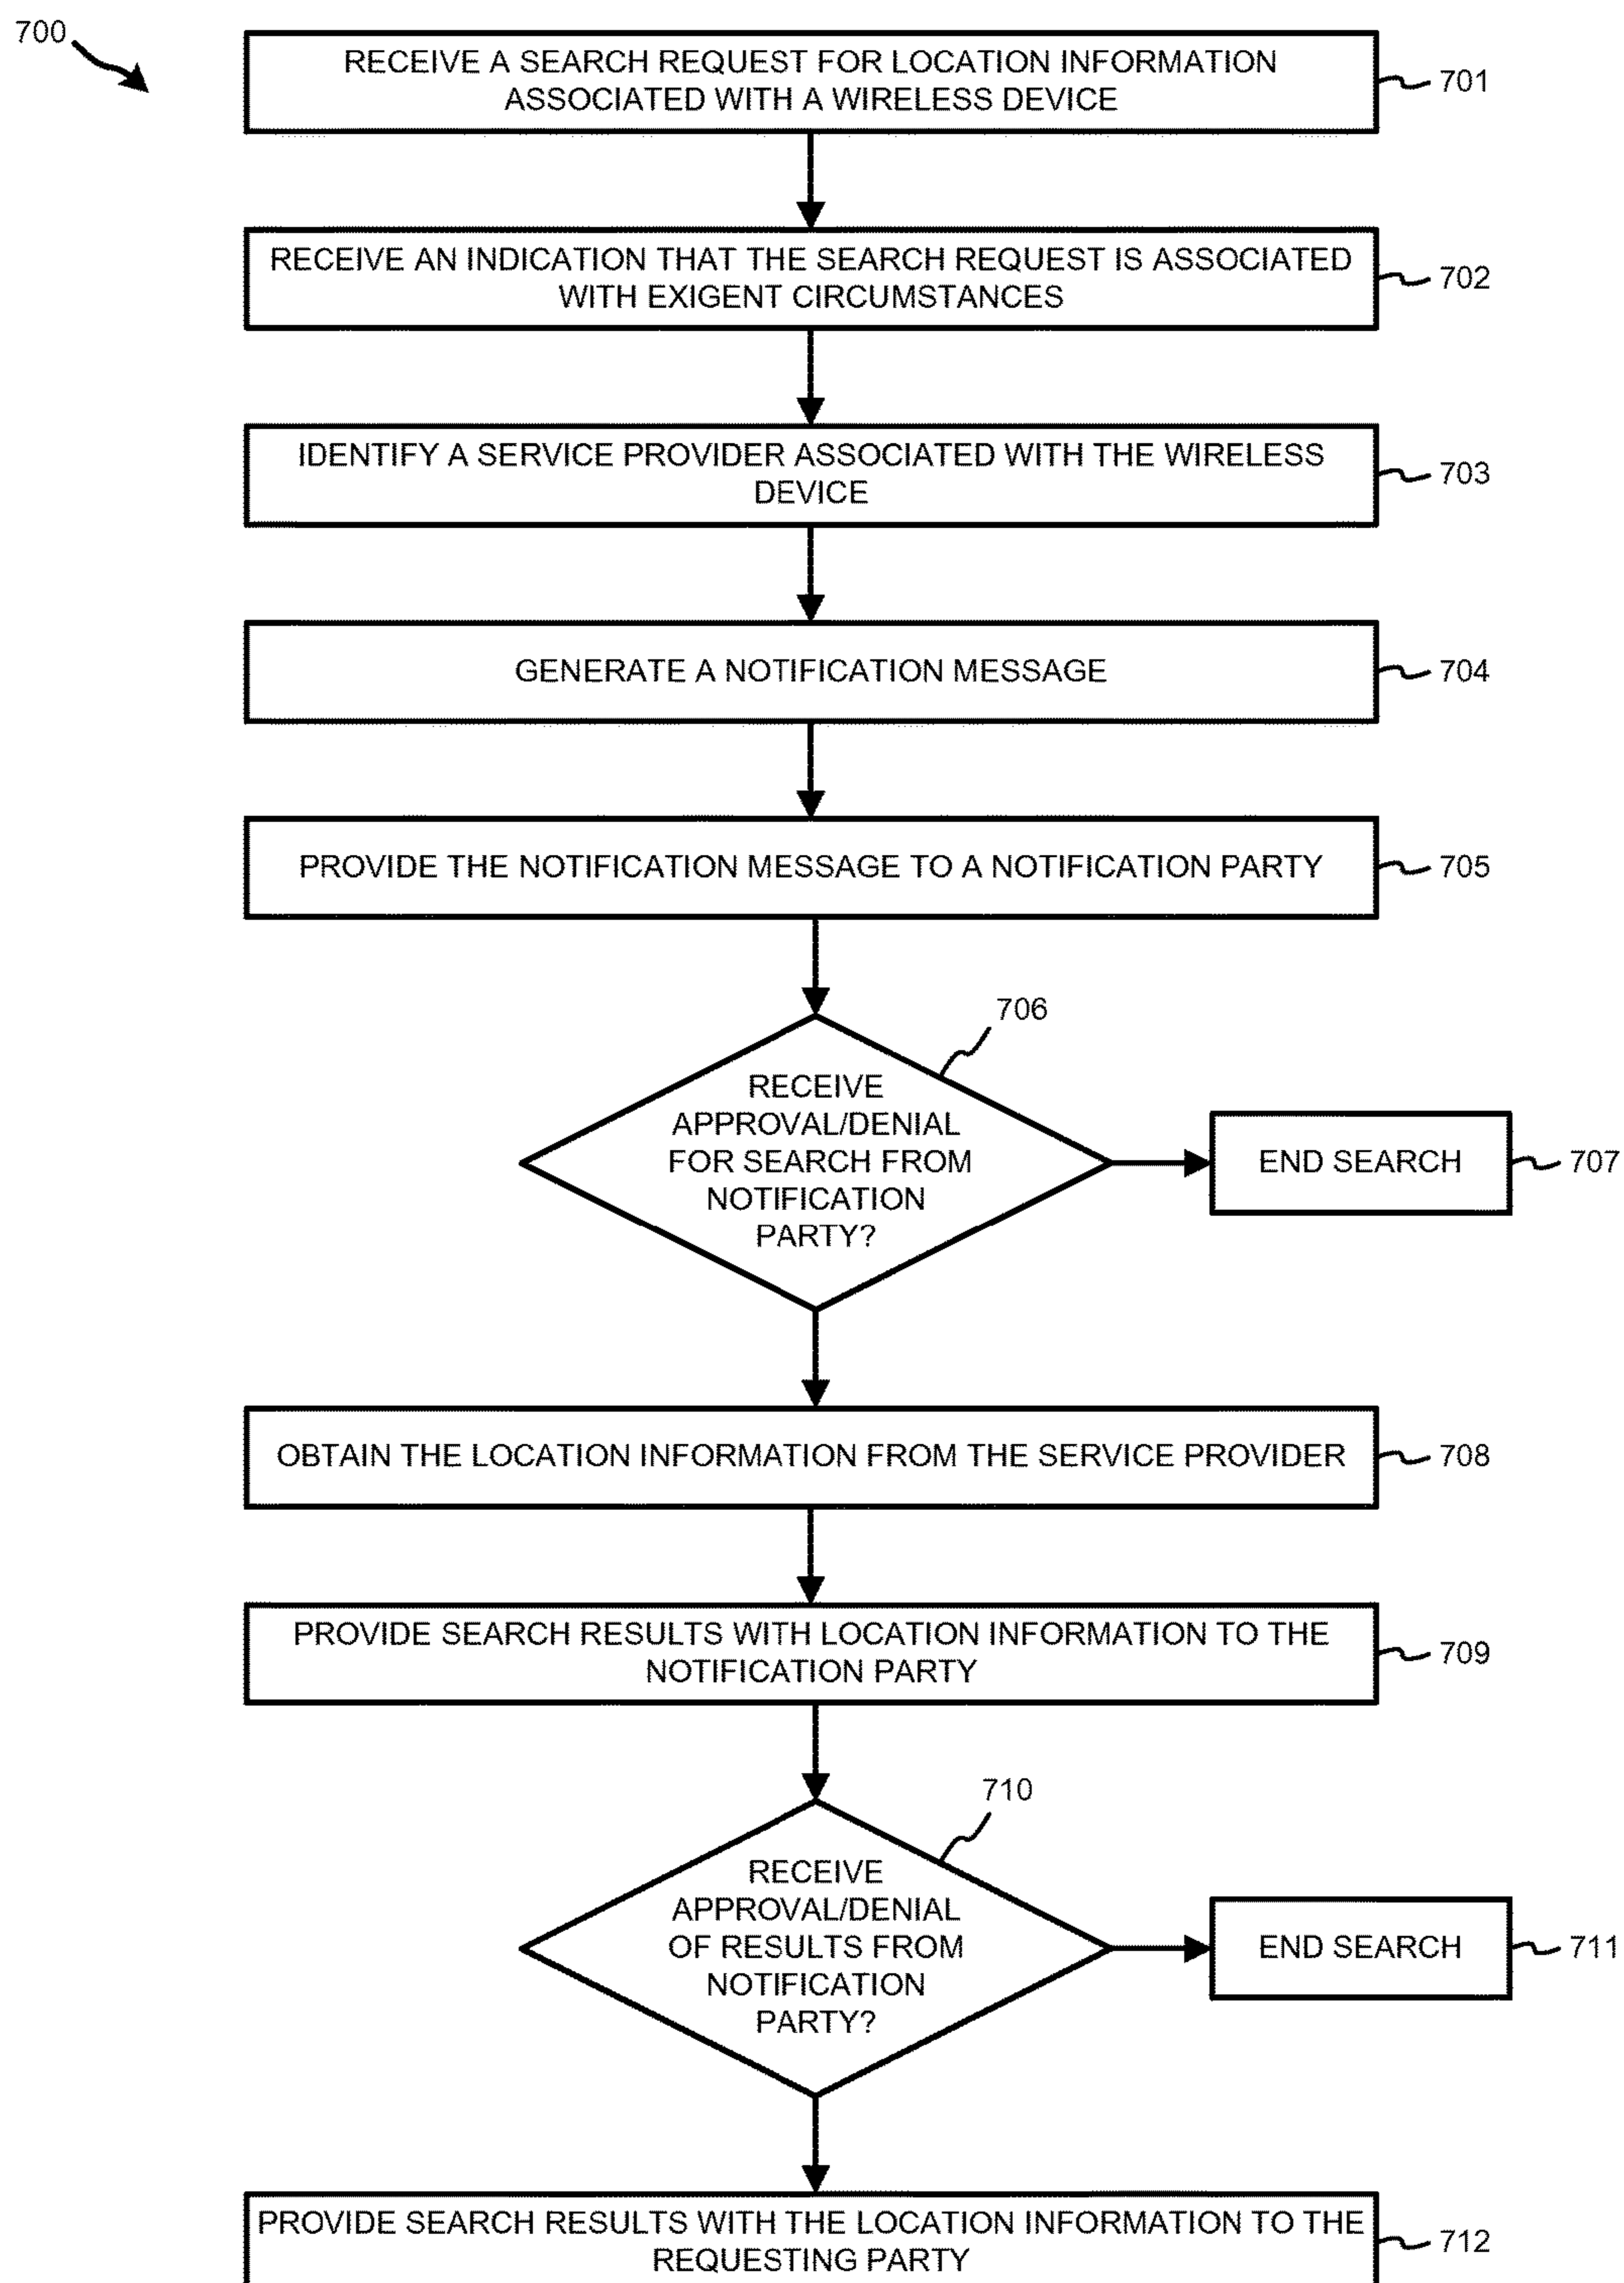 700
RECEIVE A SEARCH REQUEST FOR LOCATION INFORMATION
ASSOCIATED WITH A WIRELESS DEVICE
701
RECEIVE AN INDICATION THAT THE SEARCH REQUEST IS ASSOCIATED
WITH EXIGENT CIRCUMSTANCES
702
IDENTIFY A SERVICE PROVIDER ASSOCIATED WITH THE WIRELESS
DEVICE
703
GENERATE A NOTIFICATION MESSAGE
704
PROVIDE THE NOTIFICATION MESSAGE TO A NOTIFICATION PARTY
705
706
RECEIVE
APPROVAL/DENIAL
FOR SEARCH FROM
NOTIFICATION
PARTY?
END SEARCH
707
OBTAIN THE LOCATION INFORMATION FROM THE SERVICE PROVIDER
708
PROVIDE SEARCH RESULTS WITH LOCATION INFORMATION TO THE
NOTIFICATION PARTY
709
710
RECEIVE
APPROVAL/DENIAL
OF RESULTS FROM
NOTIFICATION
PARTY?
END SEARCH
711
PROVIDE SEARCH RESULTS WITH THE LOCATION INFORMATION TO THE
REQUESTING PARTY
712